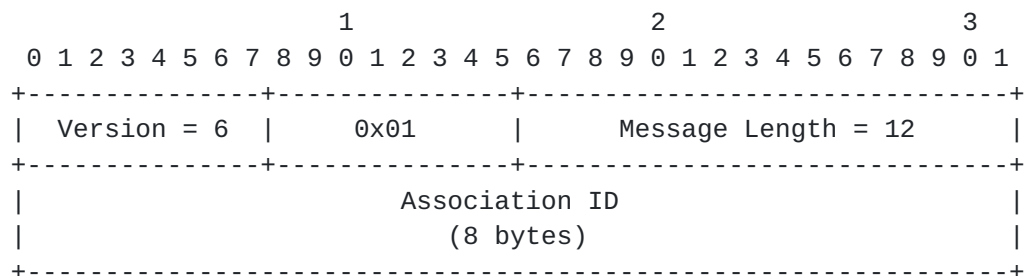 1                   2                   3
 0 1 2 3 4 5 6 7 8 9 0 1 2 3 4 5 6 7 8 9 0 1 2 3 4 5 6 7 8 9 0 1
+---------------+---------------+-------------------------------+
|  Version = 6  |     0x01      |      Message Length = 12      |
+---------------+---------------+-------------------------------+
|                        Association ID                         |
|                           (8 bytes)                           |
+---------------------------------------------------------------+